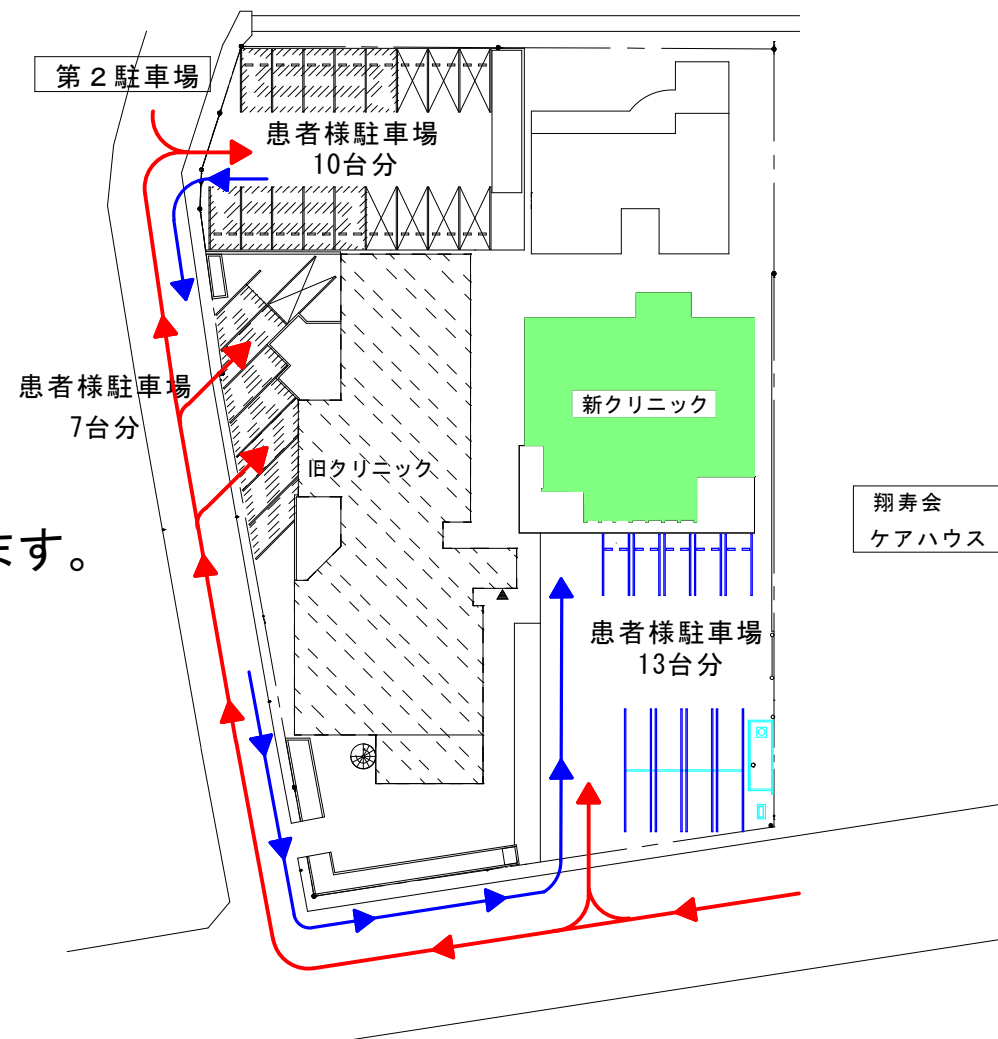 第２駐車場
患者様駐車場
10台分
患者様駐車場
7台分
新クリニック
旧クリニック
翔寿会
ケアハウス
ます。
患者様駐車場
13台分